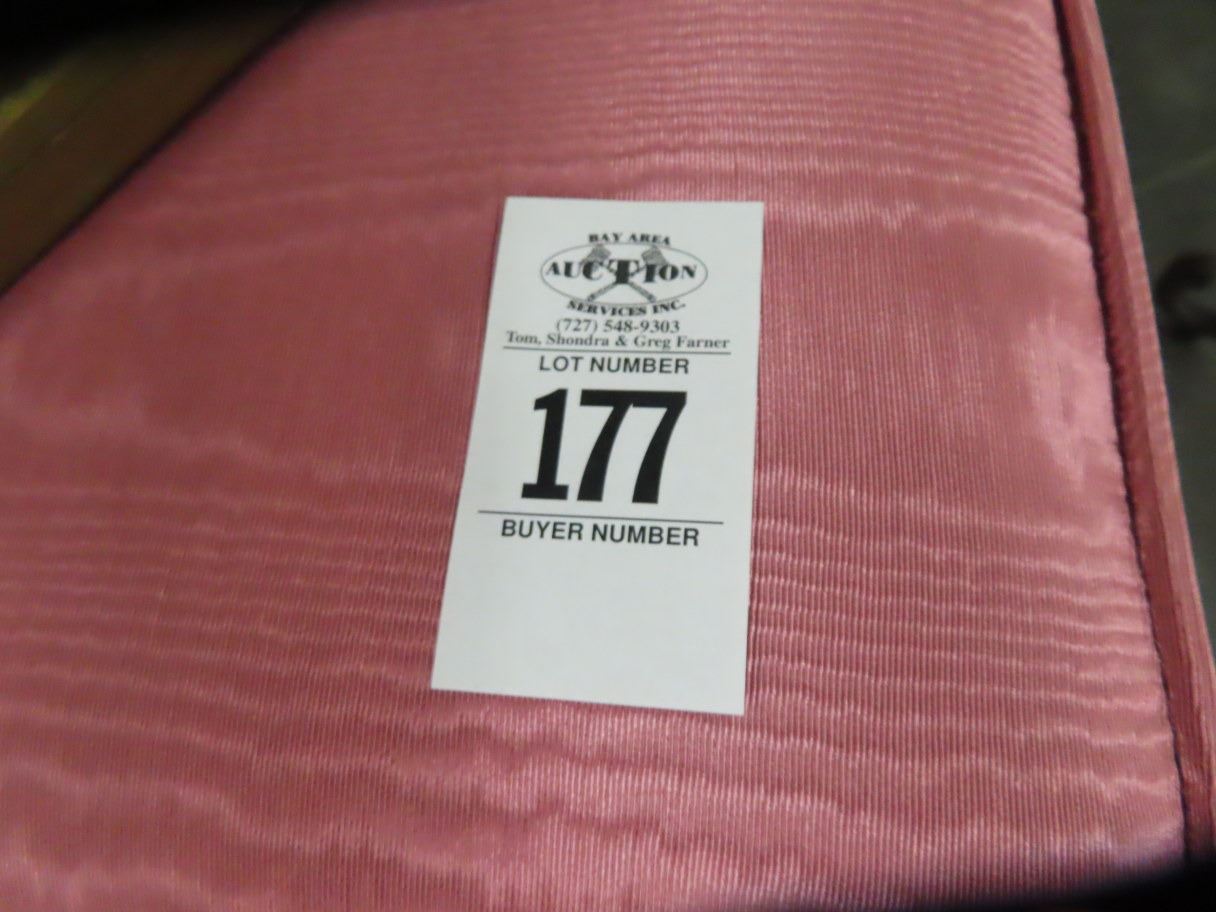 BAY AREA
AUCTION
SERVICES INC.
(727) 548-9303
Tom, Shondra & Greg Farner
LOT NUMBER
177
BUYER NUMBER